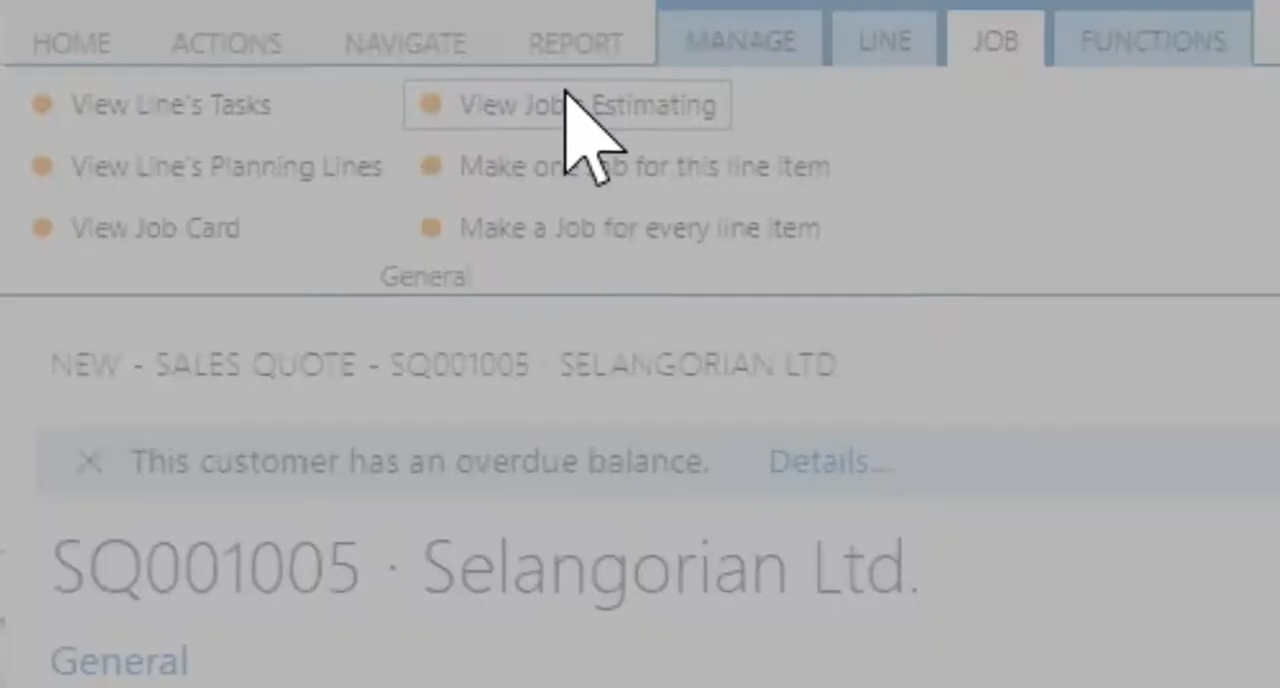 HOME ACTIONS NAVIGATE REPORT MANAGE LINE JOB FUNCTIONS
View Line's Tasks View Job Estimating
View Line's Planning Lines Make one Job for this line item
View Job Card Make a Job for every line item
General
NEW - SALES QUOTE - SQ001005 · SELANGORIAN LTD
× This customer has an overdue balance. Details...
SQ001005 · Selangorian Ltd.
General